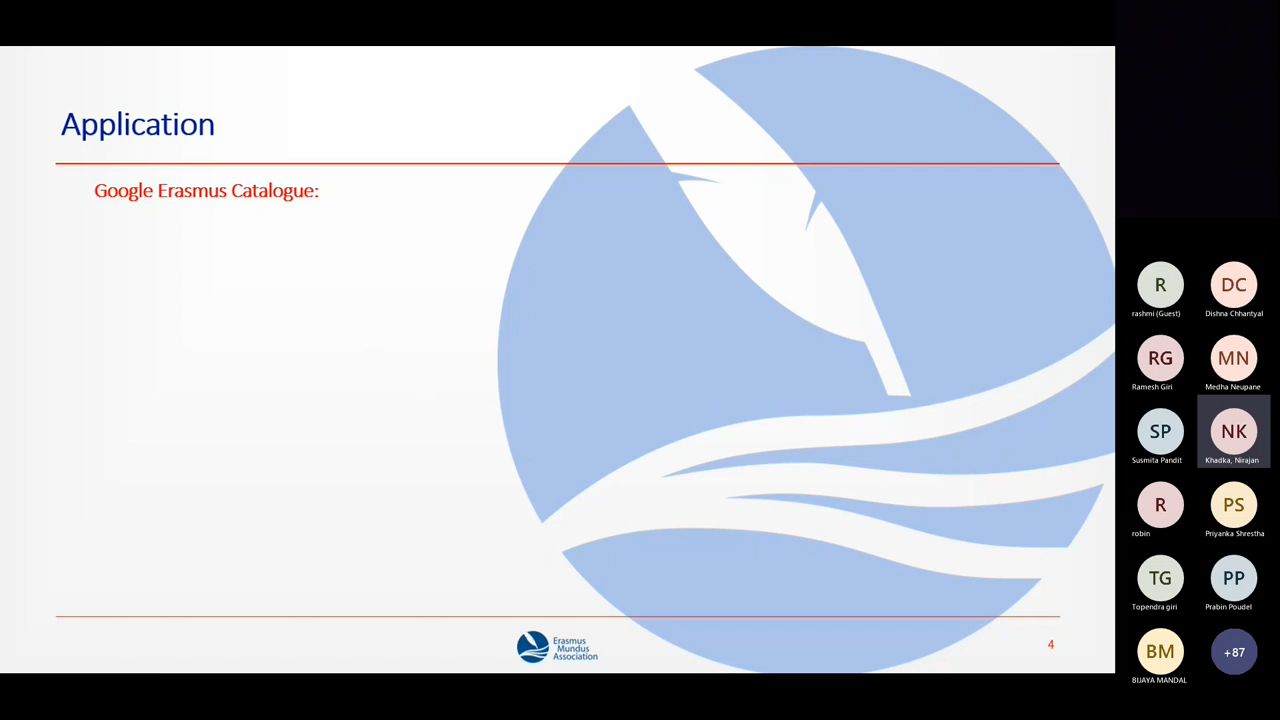 Application
Google Erasmus Catalogue:
Erasmus
Mundus
Association
4
R
rashmi (Guest)
DC
Dishna Chhantyal
RG
Ramesh Giri
MN
Medha Neupane
SP
Susmita Pandit
NK
Khadka, Nirajan
R
robin
PS
Priyanka Shrestha
TG
Topendra giri
PP
Prabin Poudel
BM
BIJAYA MANDAL
+87